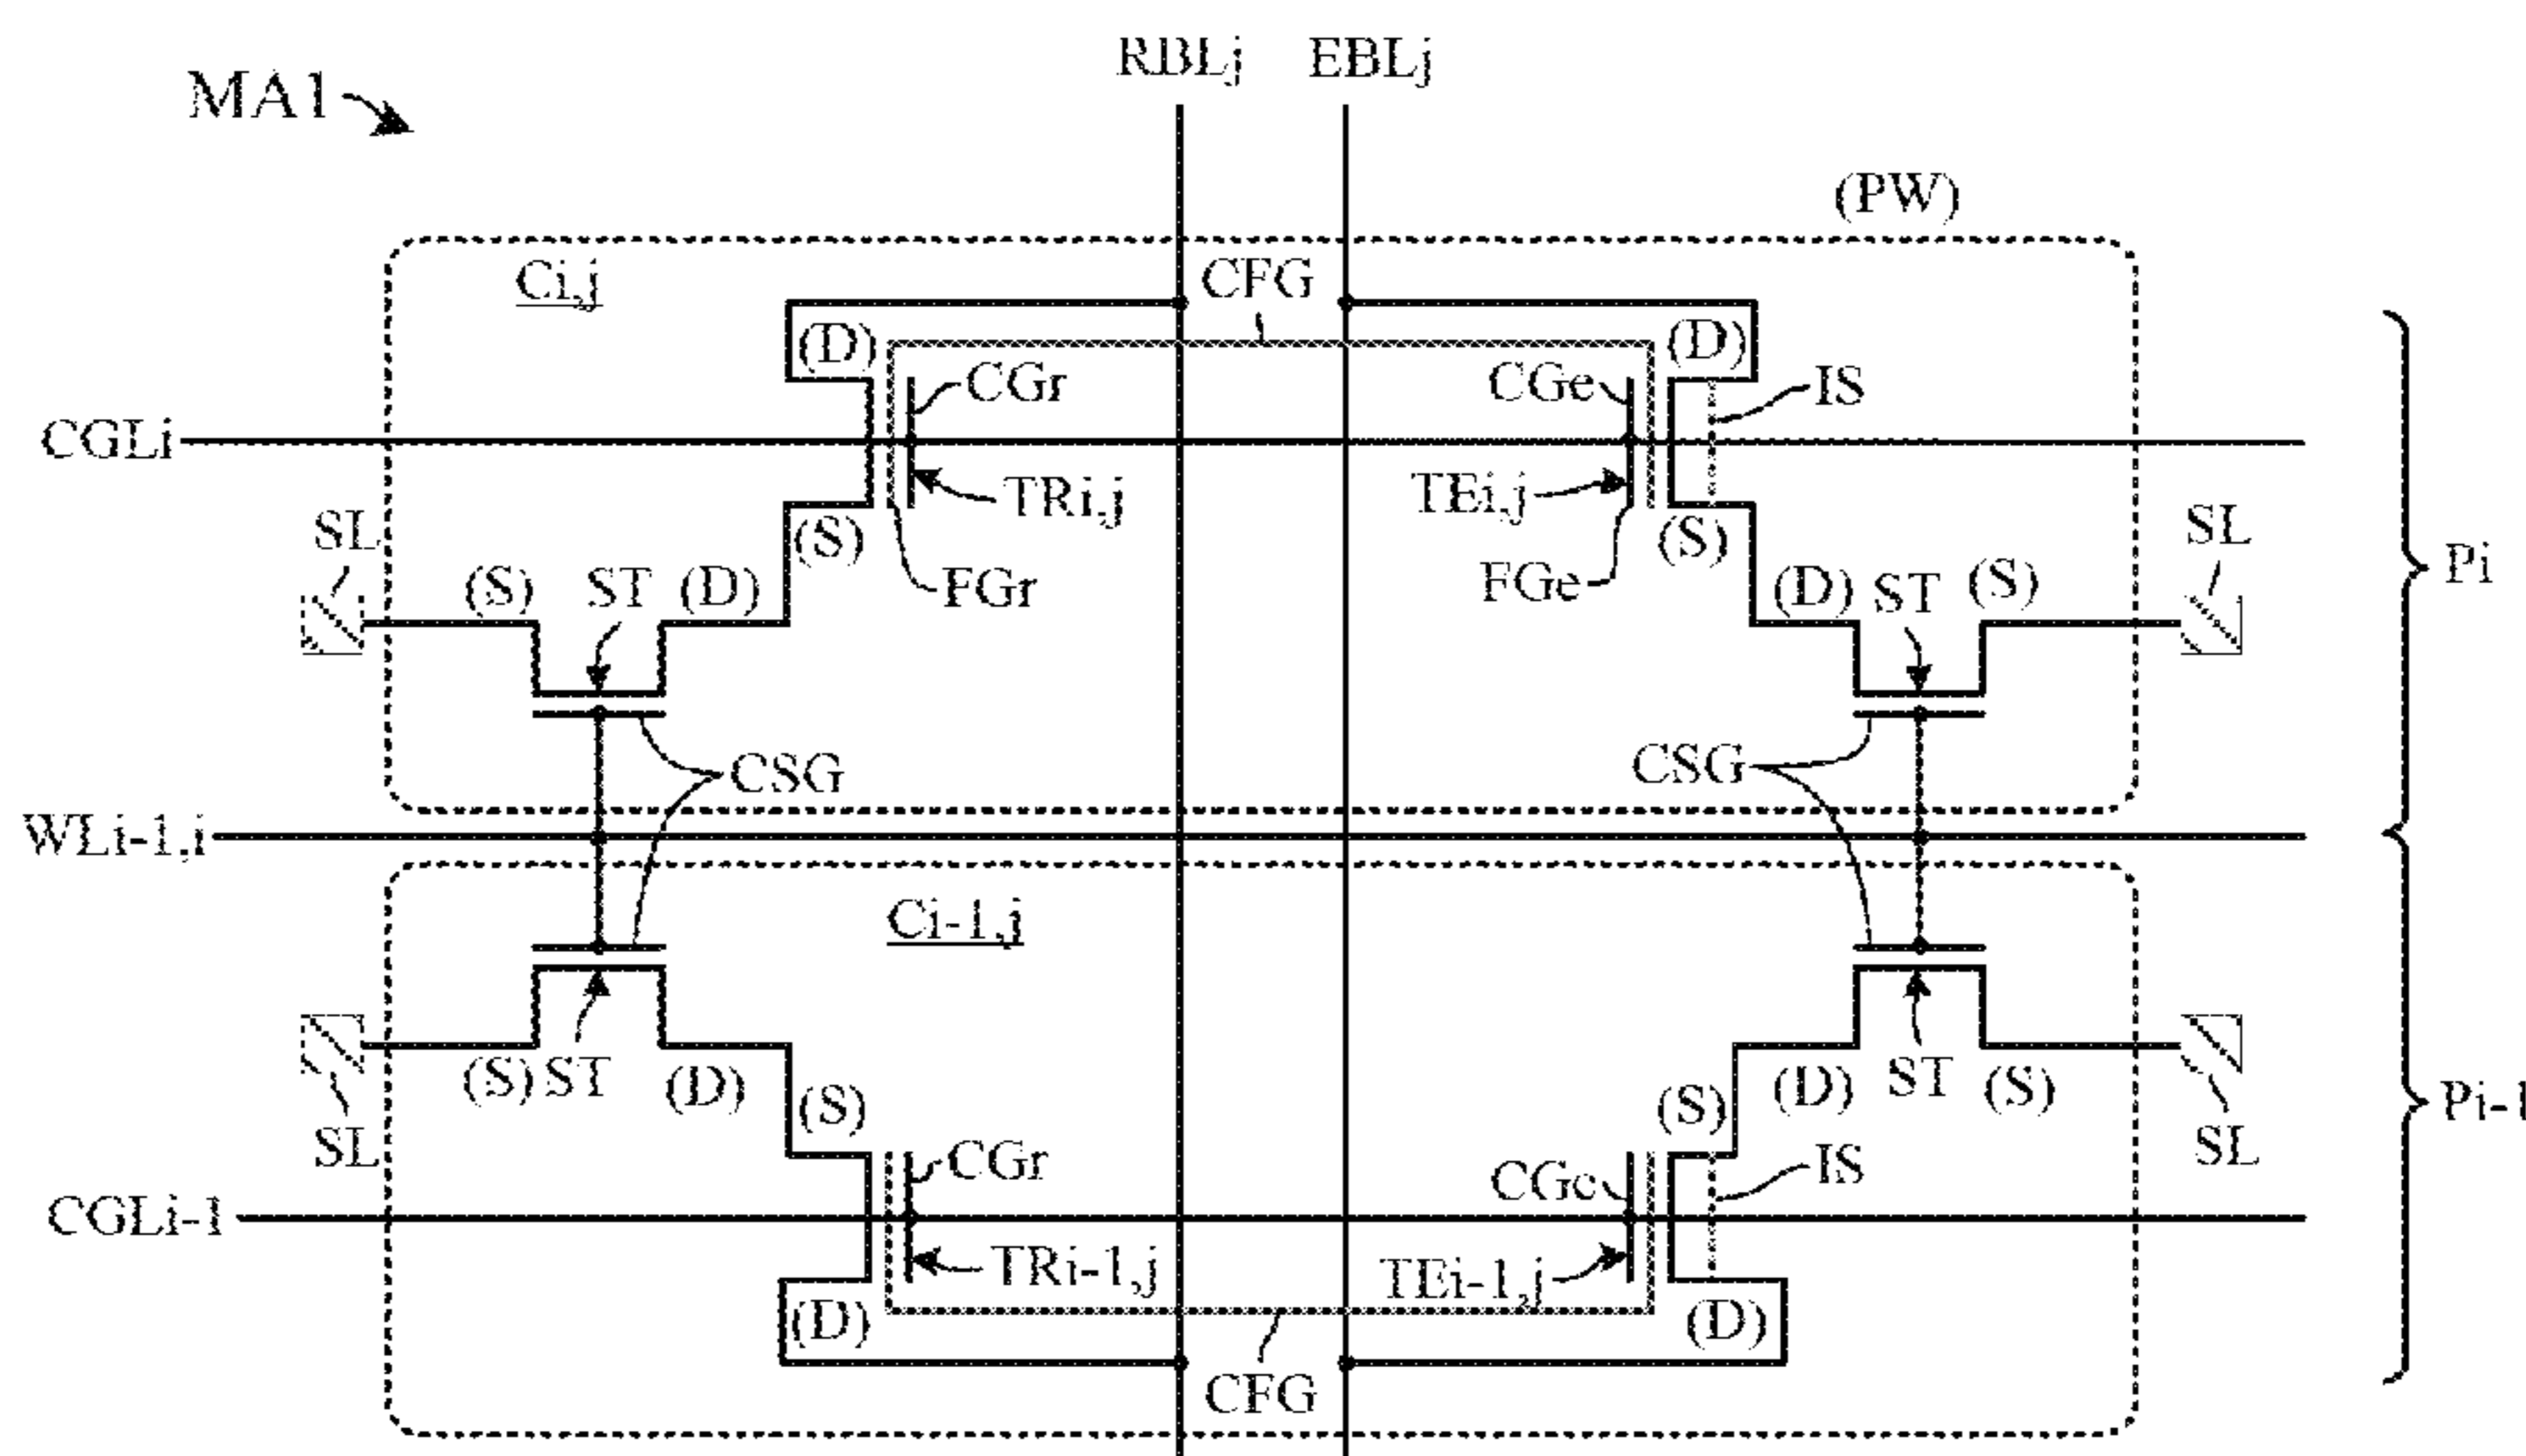 RBLj EBLj
MA1
(PW)
Ci,j
CFG
(D) (D)
CGr CGe IS
CGLi
TRi,j TEi,j
SL (S) (S) SL
(S) ST (D) FGr FGe (D) ST (S) Pi
CSG CSG
WLi-1,i
Ci-1,j
(S) ST (D) (S) (S) (D) ST (S) Pi-1
SL CGr CGe IS SL
CGLi-1
TRi-1,j TEi-1,j
(D) (D)
CFG